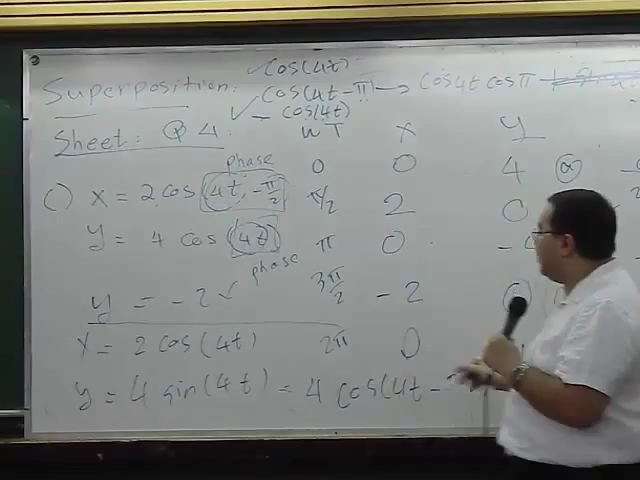 cos(4t)
Superposition: cos(4t - π) → cos4t cosπ
- cos(4t)
Sheet: Q 4. wT x y
phase 0 0 4
c) x = 2 cos(4t - π/2) π/2 2 0
y = 4 cos(4t) π 0 -
phase
y = -2 ✓ 3π/2 -2
x = 2 cos(4t) 2π 0
y = 4 sin(4t) = 4 cos(4t -